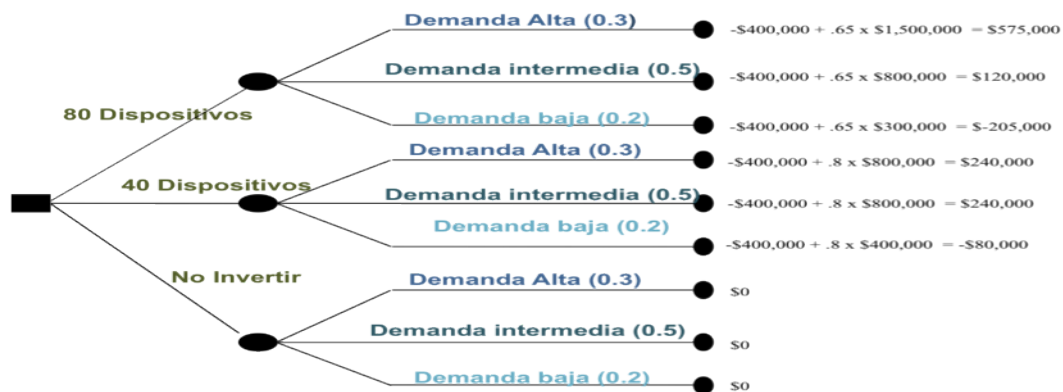 Demanda Alta (0.3)
-$400,000 + .65 x $1,500,000 = $575,000
Demanda intermedia (0.5)
-$400,000 + .65 x $800,000 = $120,000
80 Dispositivos
Demanda baja (0.2)
-$400,000 + .65 x $300,000 = $-205,000
Demanda Alta (0.3)
-$400,000 + .8 x $800,000 = $240,000
40 Dispositivos
Demanda intermedia (0.5)
-$400,000 + .8 x $800,000 = $240,000
Demanda baja (0.2)
-$400,000 + .8 x $400,000 = -$80,000
No Invertir
Demanda Alta (0.3)
$0
Demanda intermedia (0.5)
$0
Demanda baja (0.2)
$0